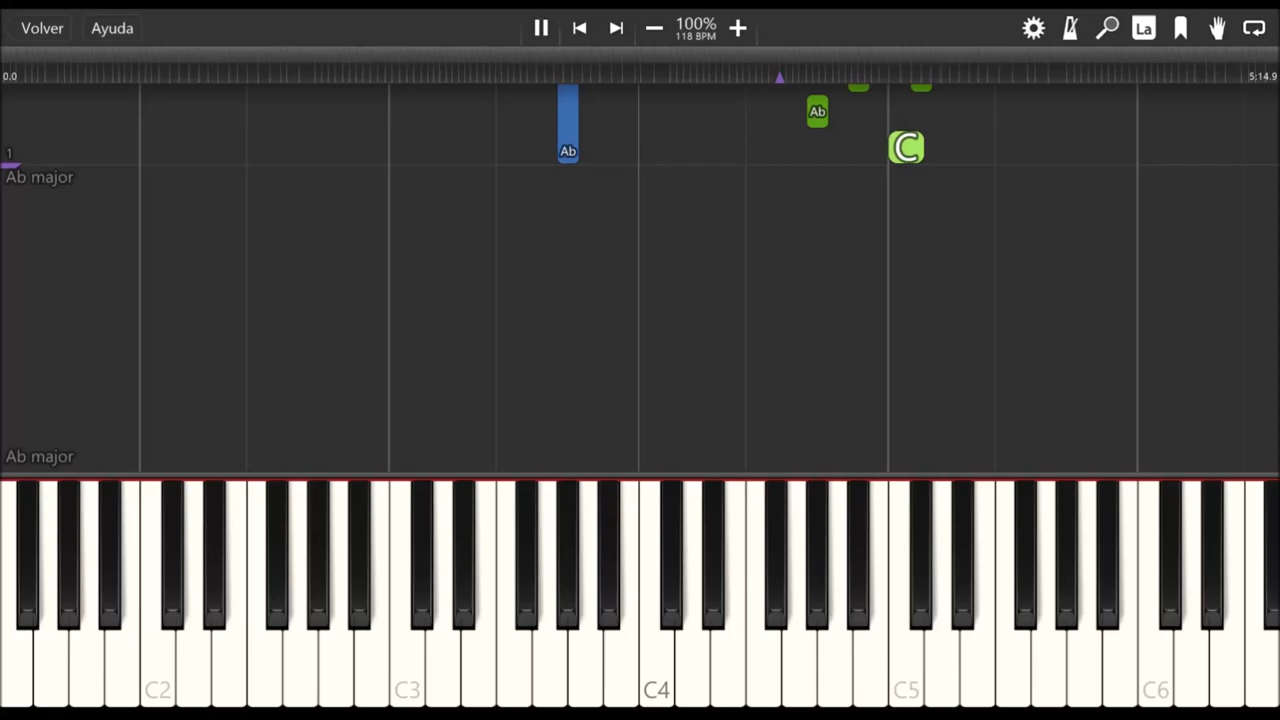 Volver
Ayuda
100%
118 BPM
La
0.0
5:14.9
Ab
C
Ab
1
Ab major
Ab major
C2
C3
C4
C5
C6